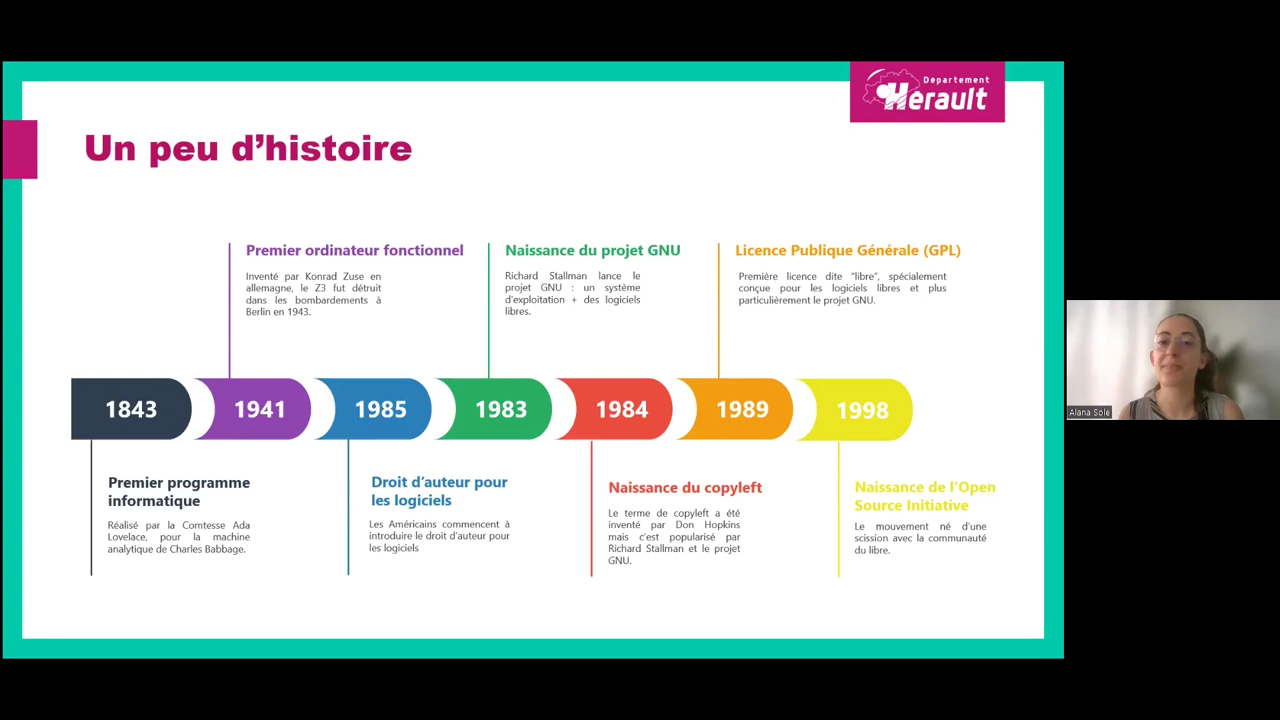 Departement
Hérault
Un peu d’histoire
Premier ordinateur fonctionnel
Inventé par Konrad Zuse en
allemagne, le Z3 fut détruit
dans les bombardements à
Berlin en 1943.
Naissance du projet GNU
Richard Stallman lance le
projet GNU : un système
d'exploitation + des logiciels
libres.
Licence Publique Générale (GPL)
Première licence dite "libre", spécialement
conçue pour les logiciels libres et plus
particulièrement le projet GNU.
1843
1941
1985
1983
1984
1989
1998
Premier programme
informatique
Réalisé par la Comtesse Ada
Lovelace, pour la machine
analytique de Charles Babbage.
Droit d’auteur pour
les logiciels
Les Américains commencent à
introduire le droit d'auteur pour
les logiciels
Naissance du copyleft
Le terme de copyleft a été
inventé par Don Hopkins
mais c'est popularisé par
Richard Stallman et le projet
GNU.
Naissance de l’Open
Source Initiative
Le mouvement né d'une
scission avec la communauté
du libre.
Alana Sole